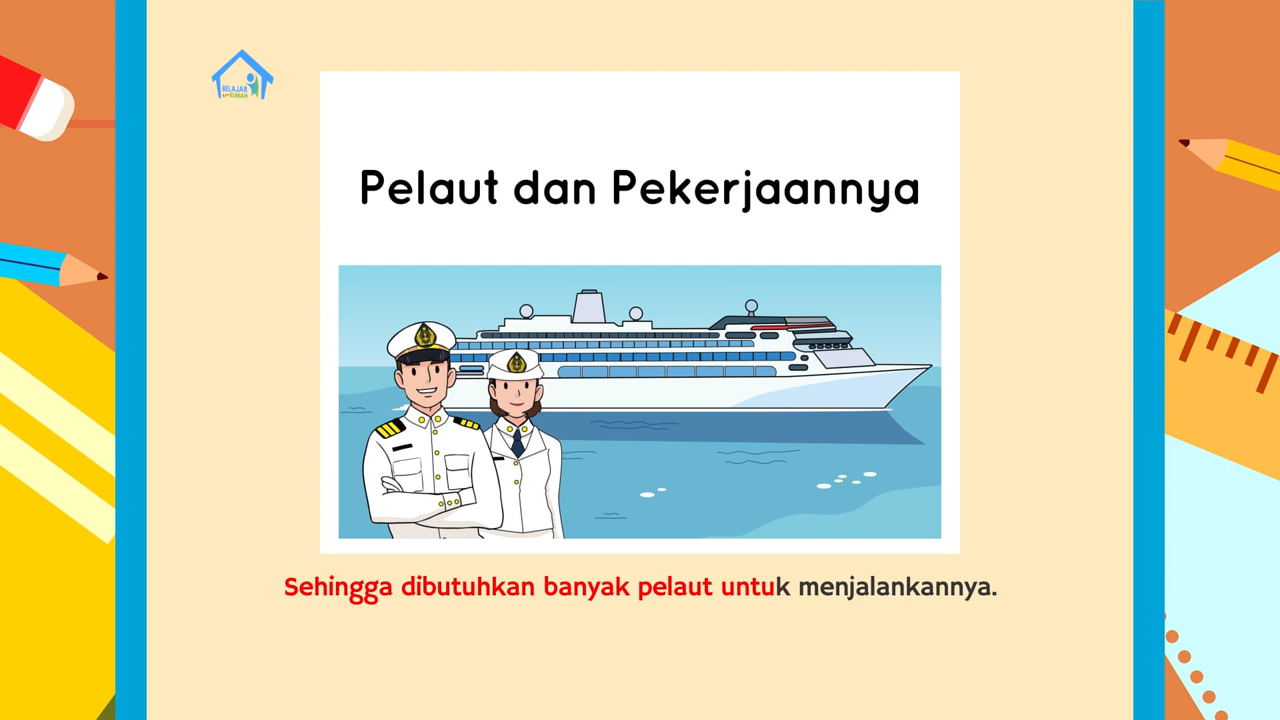 BELAJAR
RUMAH
Pelaut dan Pekerjaannya
Sehingga dibutuhkan banyak pelaut untuk menjalankannya.